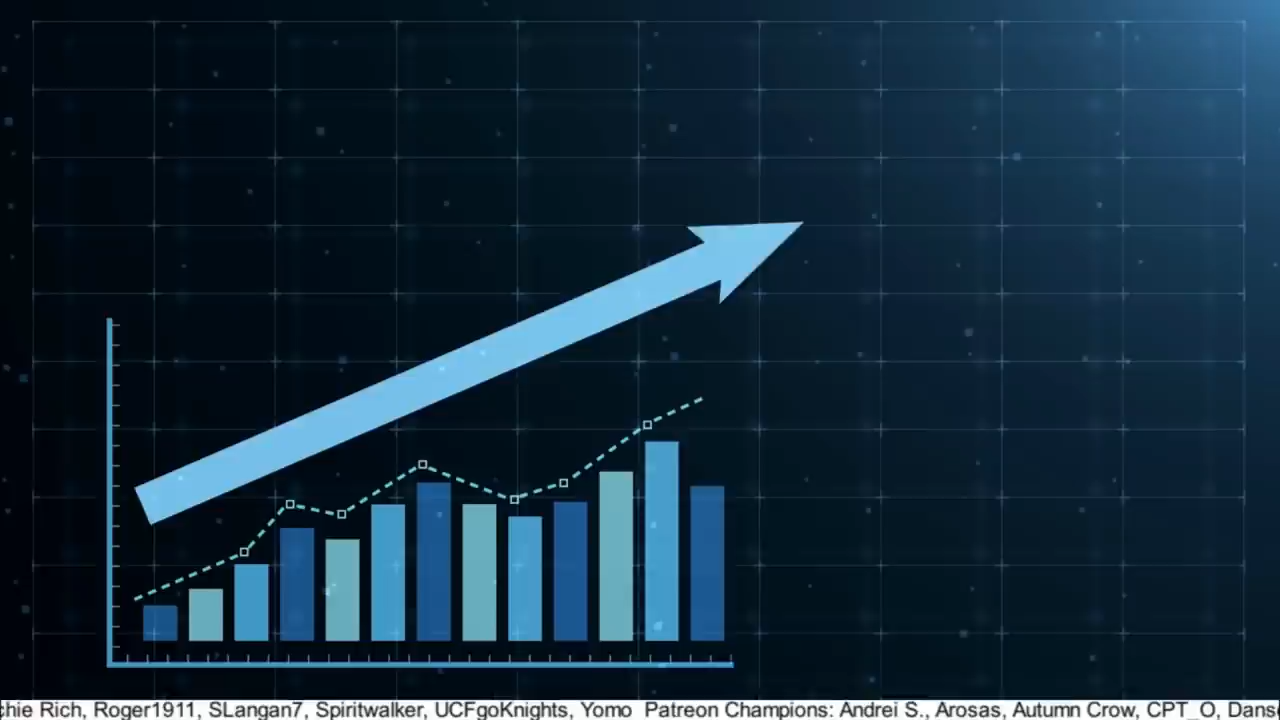 chie Rich, Roger1911, SLangan7, Spiritwalker, UCFgoKnights, Yomo  Patreon Champions: Andrei S., Arosas, Autumn Crow, CPT_O, Dans